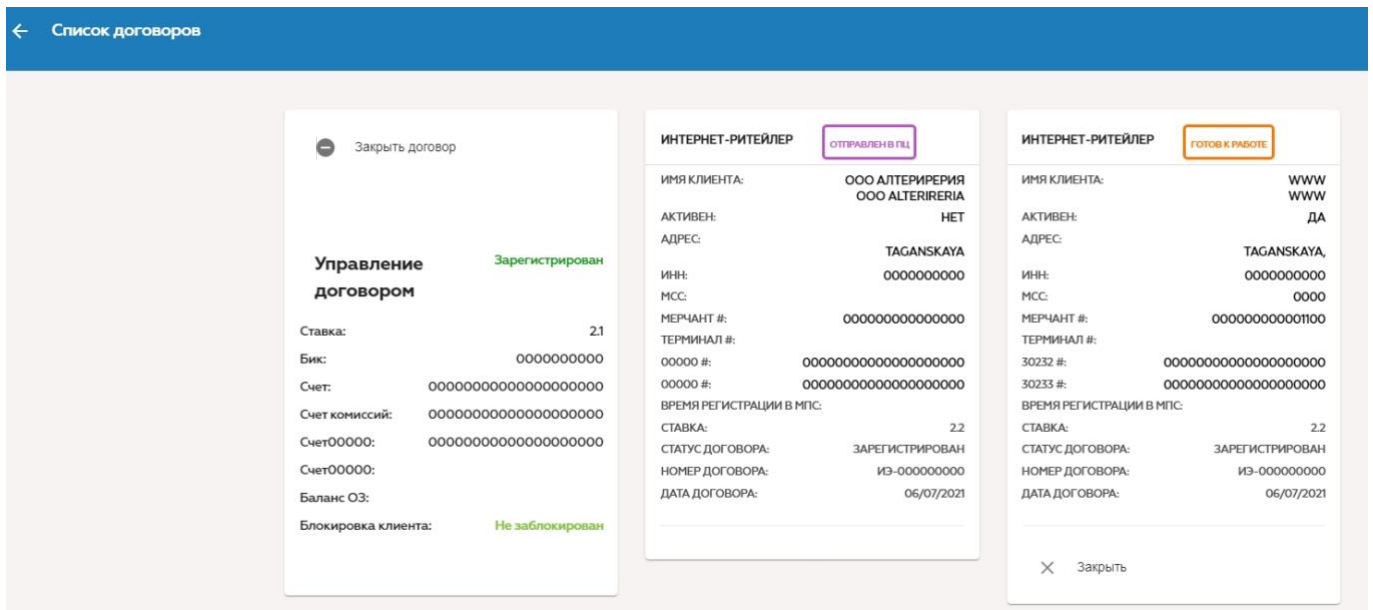 Список договоров
Закрыть договор
Управление Зарегистрирован
договором
Ставка: 2.1
Бик: 0000000000
Счет: 00000000000000000000
Счет комиссий: 00000000000000000000
Счет00000: 00000000000000000000
Счет00000:
Баланс ОЗ:
Блокировка клиента: Не заблокирован
ИНТЕРНЕТ-РИТЕЙЛЕР ОТПРАВЛЕН В ПЦ
ИМЯ КЛИЕНТА: ООО АЛТЕРИРЕРИЯ
ООО ALTERIRERIA
АКТИВЕН: НЕТ
АДРЕС:
TAGANSKAYA
ИНН: 0000000000
МСС:
МЕРЧАНТ #: 000000000000000
ТЕРМИНАЛ #:
00000 #: 00000000000000000000
00000 #: 00000000000000000000
ВРЕМЯ РЕГИСТРАЦИИ В МПС:
СТАВКА: 2.2
СТАТУС ДОГОВОРА: ЗАРЕГИСТРИРОВАН
НОМЕР ДОГОВОРА: ИЭ-000000000
ДАТА ДОГОВОРА: 06/07/2021
ИНТЕРНЕТ-РИТЕЙЛЕР ГОТОВ К РАБОТЕ
ИМЯ КЛИЕНТА: WWW
WWW
АКТИВЕН: ДА
АДРЕС:
TAGANSKAYA,
ИНН: 0000000000
МСС: 0000
МЕРЧАНТ #: 000000000001100
ТЕРМИНАЛ #:
30232 #: 00000000000000000000
30233 #: 00000000000000000000
ВРЕМЯ РЕГИСТРАЦИИ В МПС:
СТАВКА: 2.2
СТАТУС ДОГОВОРА: ЗАРЕГИСТРИРОВАН
НОМЕР ДОГОВОРА: ИЭ-000000000
ДАТА ДОГОВОРА: 06/07/2021
Закрыть